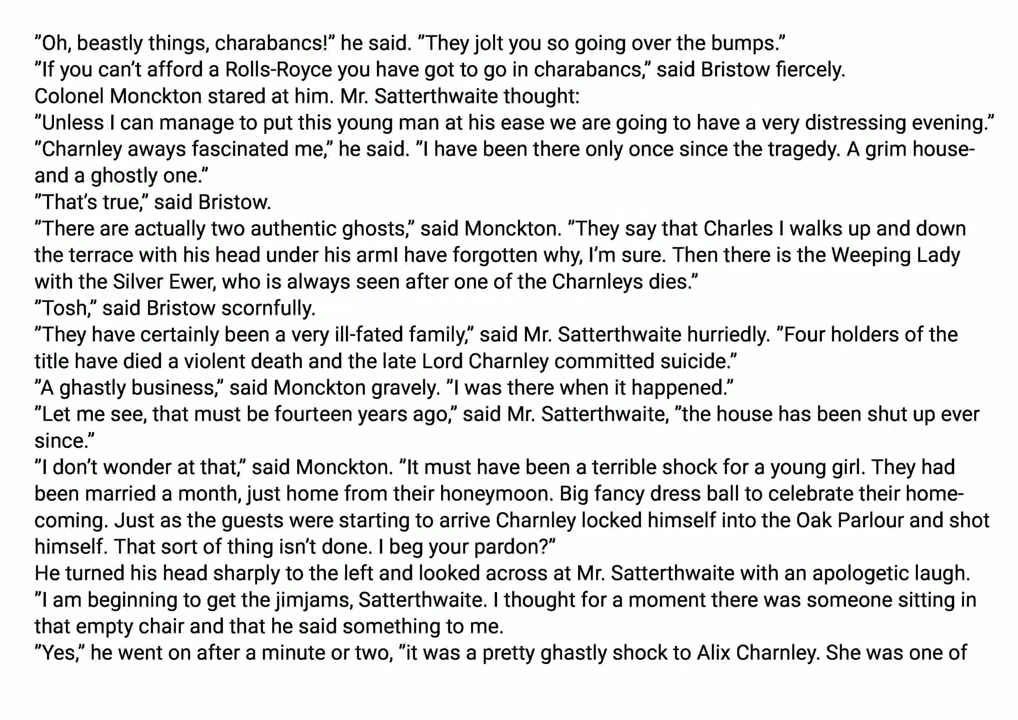 "Oh, beastly things, charabancs!" he said. "They jolt you so going over the bumps."
"If you can't afford a Rolls-Royce you have got to go in charabancs," said Bristow fiercely.
Colonel Monckton stared at him. Mr. Satterthwaite thought:
"Unless I can manage to put this young man at his ease we are going to have a very distressing evening."
"Charnley aways fascinated me," he said. "I have been there only once since the tragedy. A grim house-
and a ghostly one."
"That's true," said Bristow.
"There are actually two authentic ghosts," said Monckton. "They say that Charles I walks up and down
the terrace with his head under his armI have forgotten why, I'm sure. Then there is the Weeping Lady
with the Silver Ewer, who is always seen after one of the Charnleys dies."
"Tosh," said Bristow scornfully.
"They have certainly been a very ill-fated family," said Mr. Satterthwaite hurriedly. "Four holders of the
title have died a violent death and the late Lord Charnley committed suicide."
"A ghastly business," said Monckton gravely. "I was there when it happened."
"Let me see, that must be fourteen years ago," said Mr. Satterthwaite, "the house has been shut up ever
since."
"I don't wonder at that," said Monckton. "It must have been a terrible shock for a young girl. They had
been married a month, just home from their honeymoon. Big fancy dress ball to celebrate their home-
coming. Just as the guests were starting to arrive Charnley locked himself into the Oak Parlour and shot
himself. That sort of thing isn't done. I beg your pardon?"
He turned his head sharply to the left and looked across at Mr. Satterthwaite with an apologetic laugh.
"I am beginning to get the jimjams, Satterthwaite. I thought for a moment there was someone sitting in
that empty chair and that he said something to me.
"Yes," he went on after a minute or two, "it was a pretty ghastly shock to Alix Charnley. She was one of